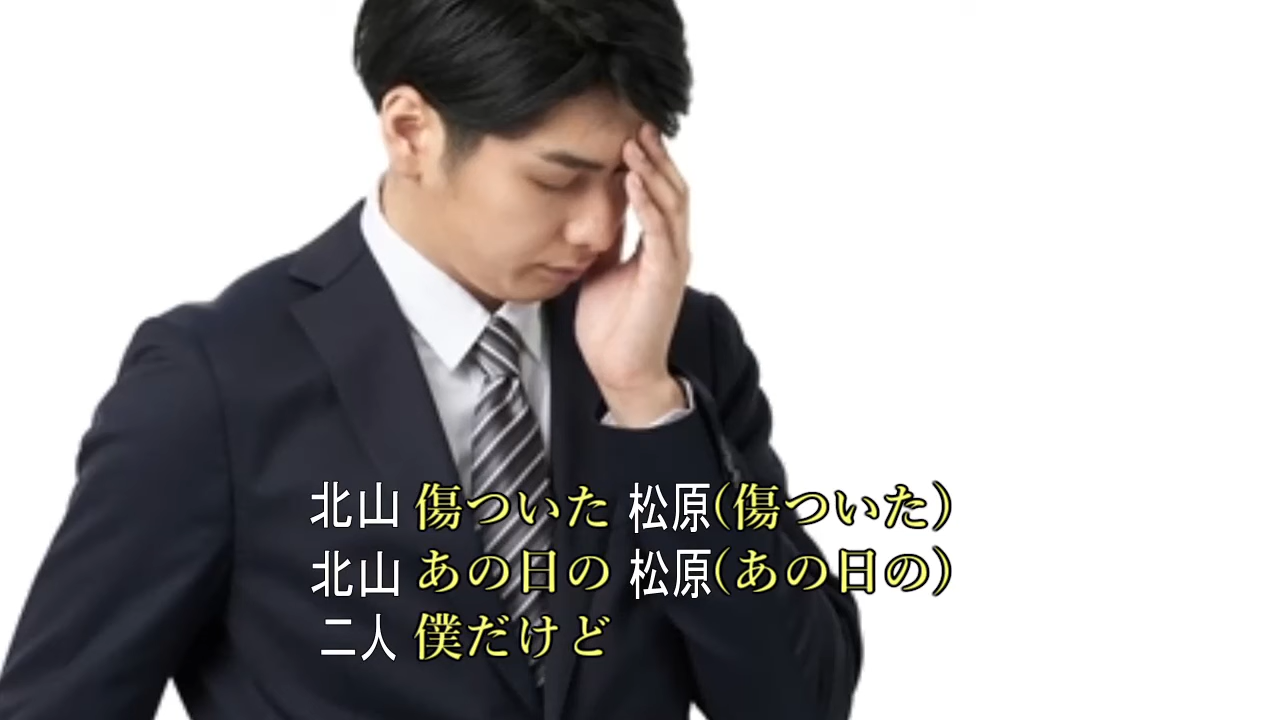 北山 傷ついた 松原(傷ついた)
北山 あの日の 松原(あの日の)
二人 僕だけど